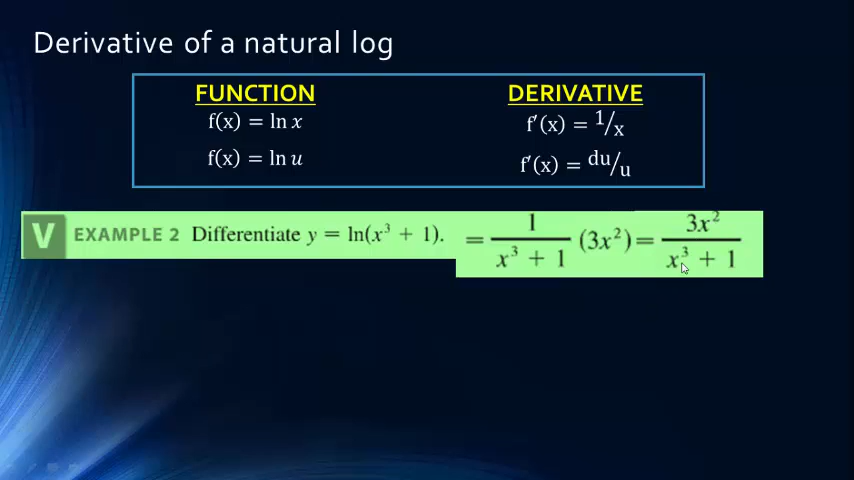 Derivative of a natural log
FUNCTION DERIVATIVE
f(x) = ln x f′(x) = 1/x
f(x) = ln u f′(x) = du/u
V EXAMPLE 2 Differentiate y = ln(x³ + 1). = 1/(x³ + 1) (3x²) = 3x²/(x³ + 1)